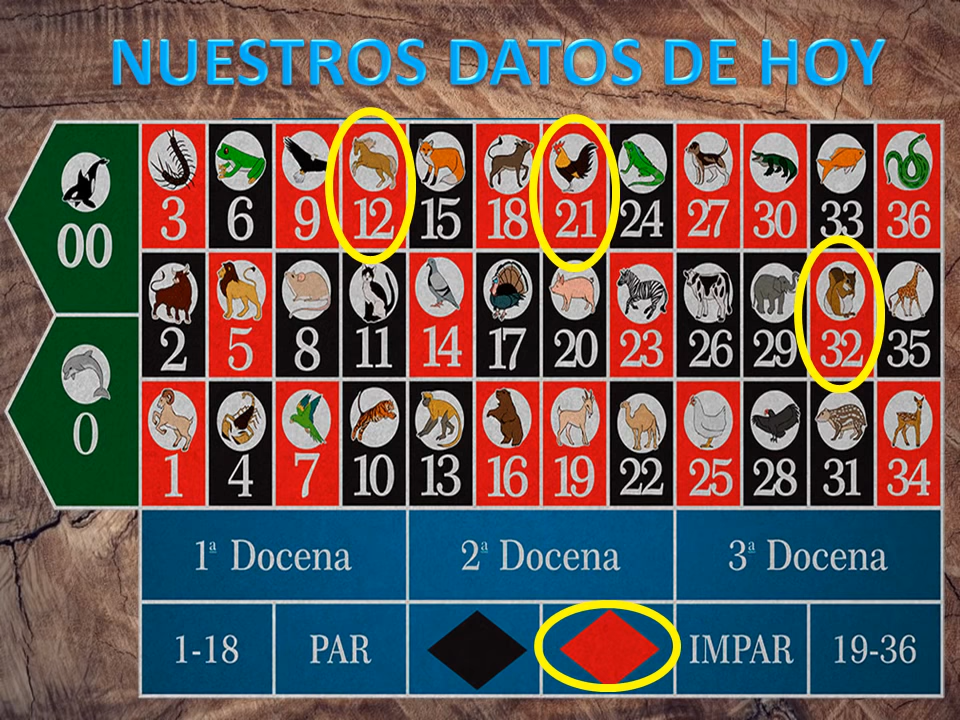 NUESTROS DATOS DE HOY
00
3 6 9 12 15 18 21 24 27 30 33 36
2 5 8 11 14 17 20 23 26 29 32 35
0
1 4 7 10 13 16 19 22 25 28 31 34
1ª Docena 2ª Docena 3ª Docena
1-18 PAR IMPAR 19-36